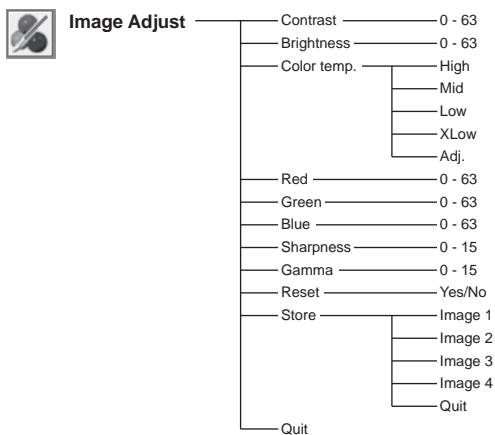 Image Adjust Contrast 0 - 63
Brightness 0 - 63
Color temp. High
Mid
Low
XLow
Adj.
Red 0 - 63
Green 0 - 63
Blue 0 - 63
Sharpness 0 - 15
Gamma 0 - 15
Reset Yes/No
Store Image 1
Image 2
Image 3
Image 4
Quit
Quit